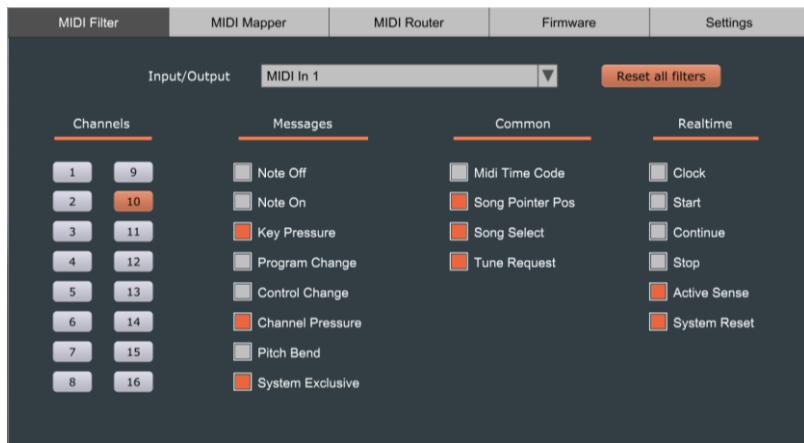 MIDI Filter MIDI Mapper MIDI Router Firmware Settings
Input/Output MIDI In 1 Reset all filters
Channels Messages Common Realtime
1 9 Note Off Midi Time Code Clock
2 10 Note On Song Pointer Pos Start
3 11 Key Pressure Song Select Continue
4 12 Program Change Tune Request Stop
5 13 Control Change Active Sense
6 14 Channel Pressure System Reset
7 15 Pitch Bend
8 16 System Exclusive